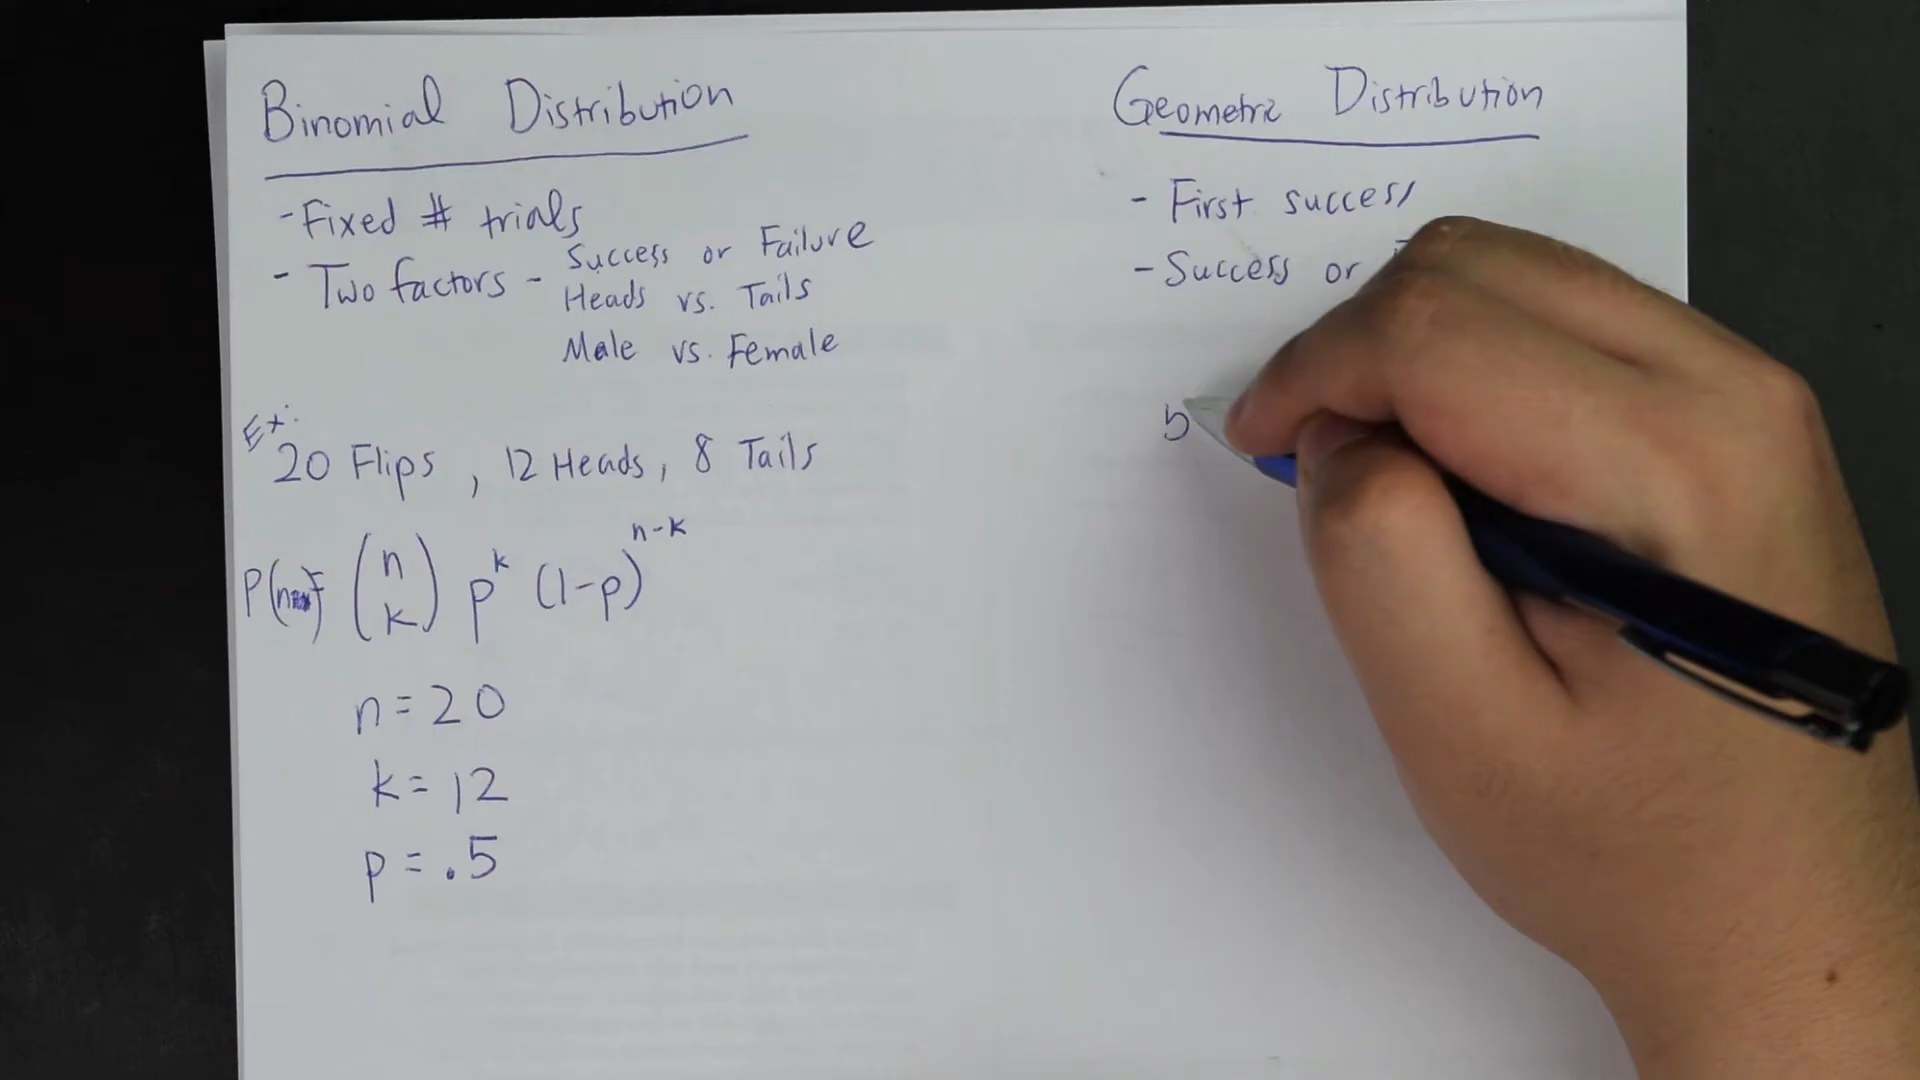 Binomial Distribution
- Fixed # trials
- Two factors - Success or Failure
Heads vs. Tails
Male vs. Female
Ex:
20 Flips , 12 Heads, 8 Tails
n-k
(n k) p^k (1-p)
n = 20
k = 12
p = .5
Geometric Distribution
- First success
- Success or
5